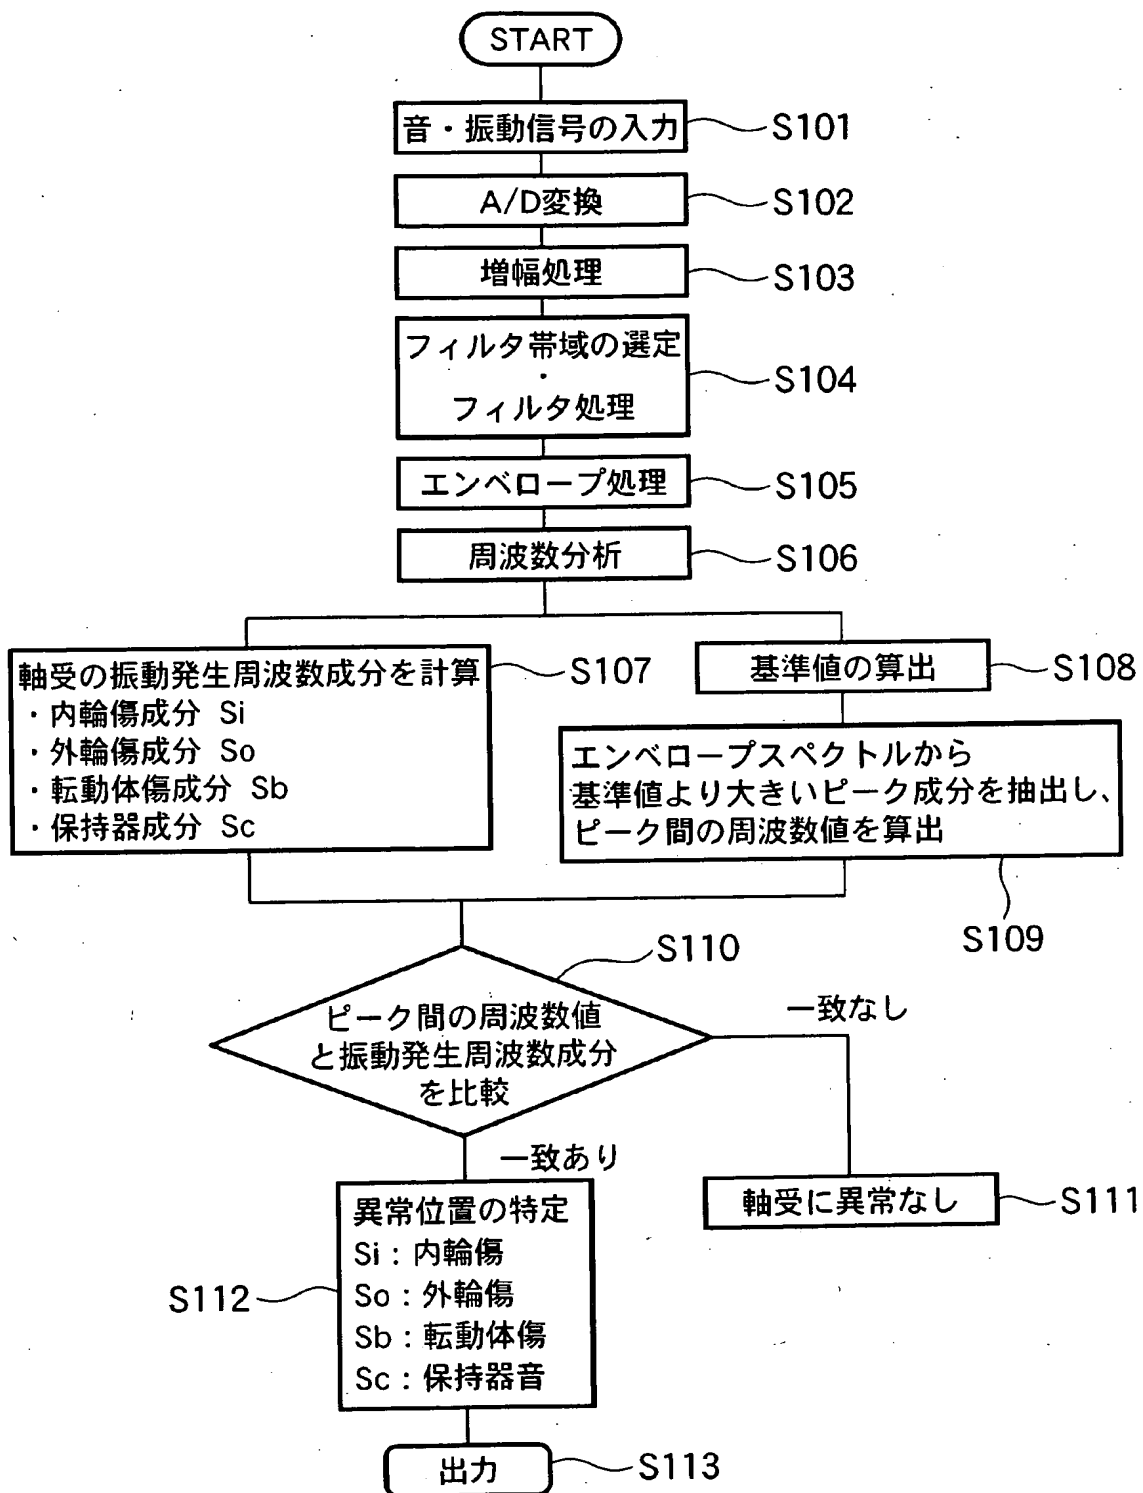 START
音・振動信号の入力
S101
A/D変換
S102
増幅処理
S103
フィルタ帯域の選定
・
フィルタ処理
S104
エンベロープ処理
S105
周波数分析
S106
軸受の振動発生周波数成分を計算
・内輪傷成分 Si
・外輪傷成分 So
・転動体傷成分 Sb
・保持器成分 Sc
S107
基準値の算出
S108
エンベロープスペクトルから
基準値より大きいピーク成分を抽出し、
ピーク間の周波数値を算出
S109
S110
ピーク間の周波数値
と振動発生周波数成分
を比較
一致なし
一致あり
軸受に異常なし
S111
異常位置の特定
Si：内輪傷
So：外輪傷
Sb：転動体傷
Sc：保持器音
S112
出力
S113